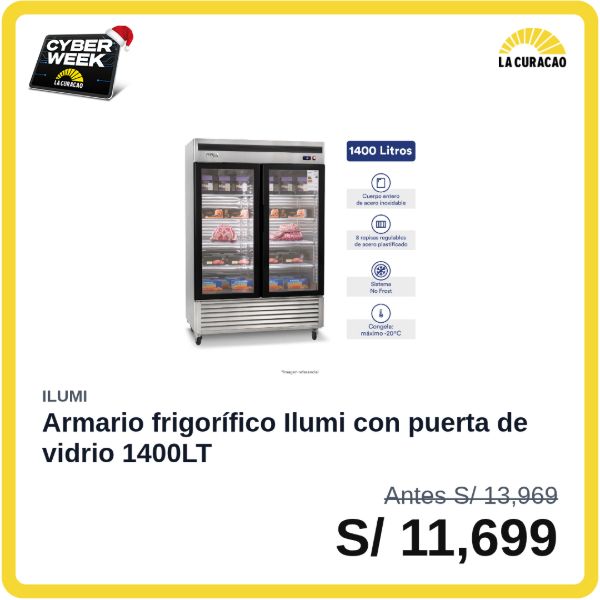 CYBER
WEEK
LA CURACAO
LA CURACAO
1400 Litros
Cuerpo entero
de acero inoxidable
8 repisas regulables
de acero plastificado
Sistema
No Frost
Congela:
máximo -20°C
*Imagen referencial
ILUMI
Armario frigorífico Ilumi con puerta de
vidrio 1400LT
Antes S/ 13,969
S/ 11,699